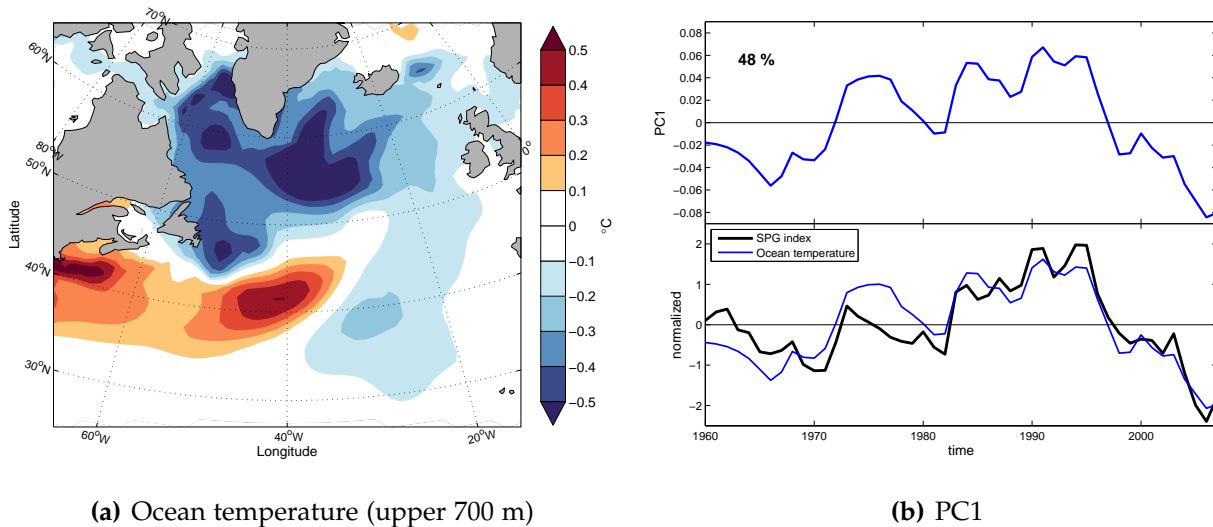 70°N
60°N
80°W
50°N
40°N
30°N
60°W
40°W
20°W
0°
Latitude
Longitude
0.5
0.4
0.3
0.2
0.1
0
−0.1
−0.2
−0.3
−0.4
−0.5
°C
(a) Ocean temperature (upper 700 m)
48 %
0.08
0.06
0.04
0.02
0
−0.02
−0.04
−0.06
−0.08
PC1
SPG index
Ocean temperature
2
1
0
−1
−2
normalized
1960 1970 1980 1990 2000
time
(b) PC1